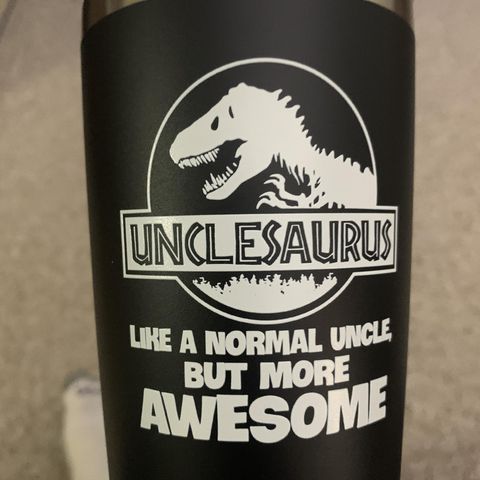 UNCLESAURUS
LIKE A NORMAL UNCLE,
BUT MORE
AWESOME